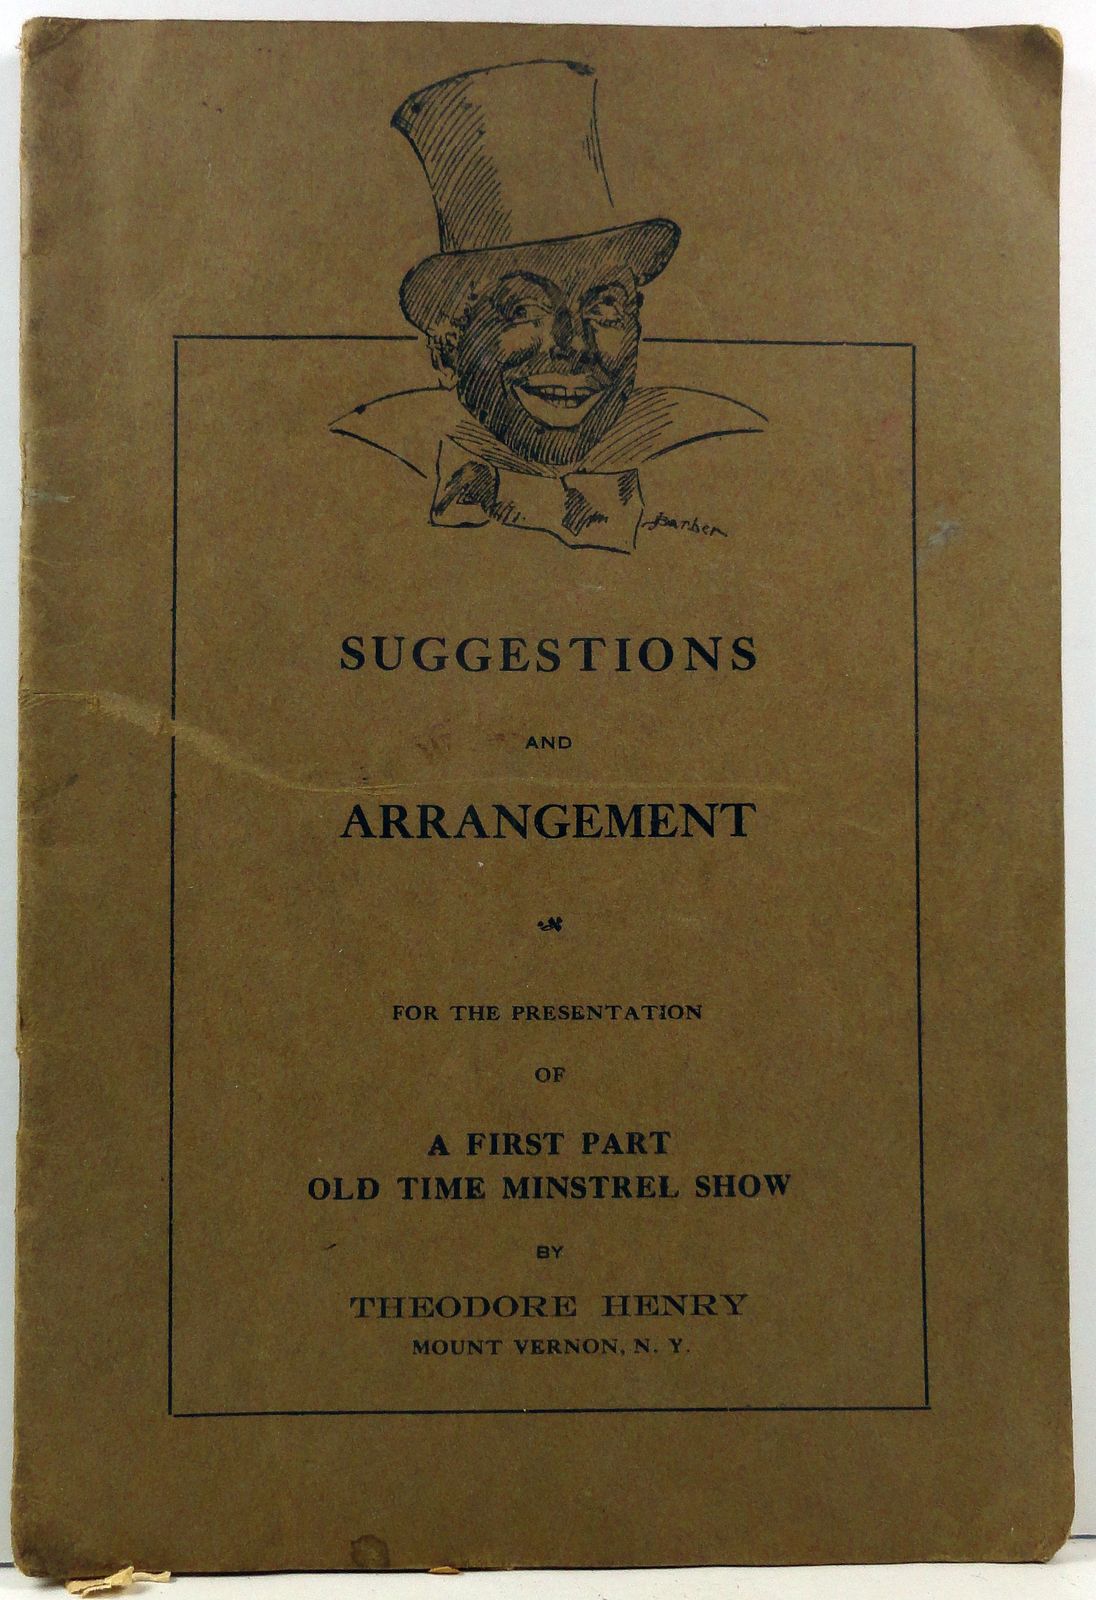 Barber
SUGGESTIONS
AND
ARRANGEMENT
FOR THE PRESENTATION
OF
A FIRST PART
OLD TIME MINSTREL SHOW
BY
THEODORE HENRY
MOUNT VERNON, N. Y.